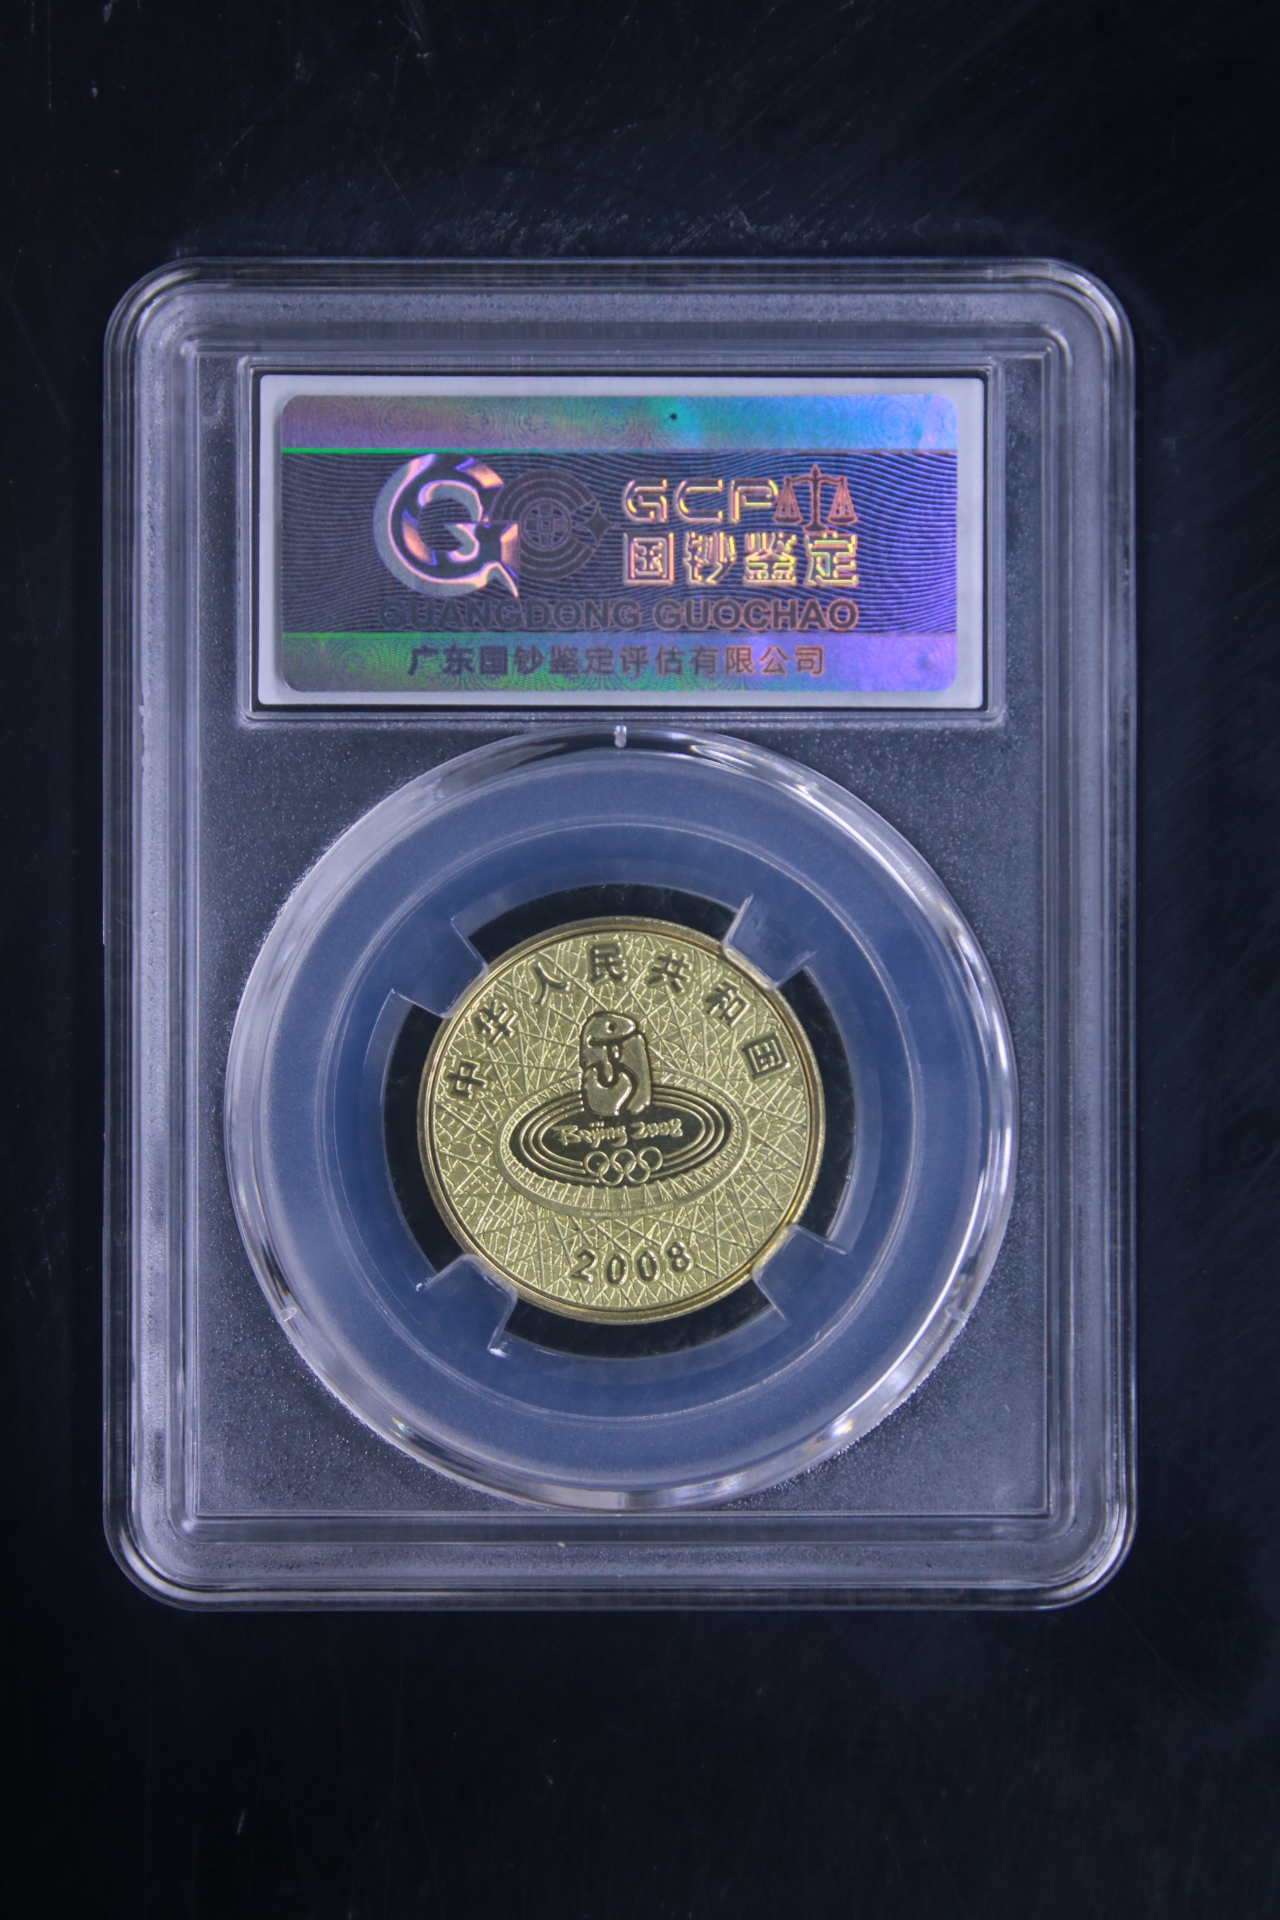 GCP
国钞鉴定
GUANGDONG GUOCHAO
广东国钞鉴定评估有限公司
中华人民共和国
Beijing 2008
2008